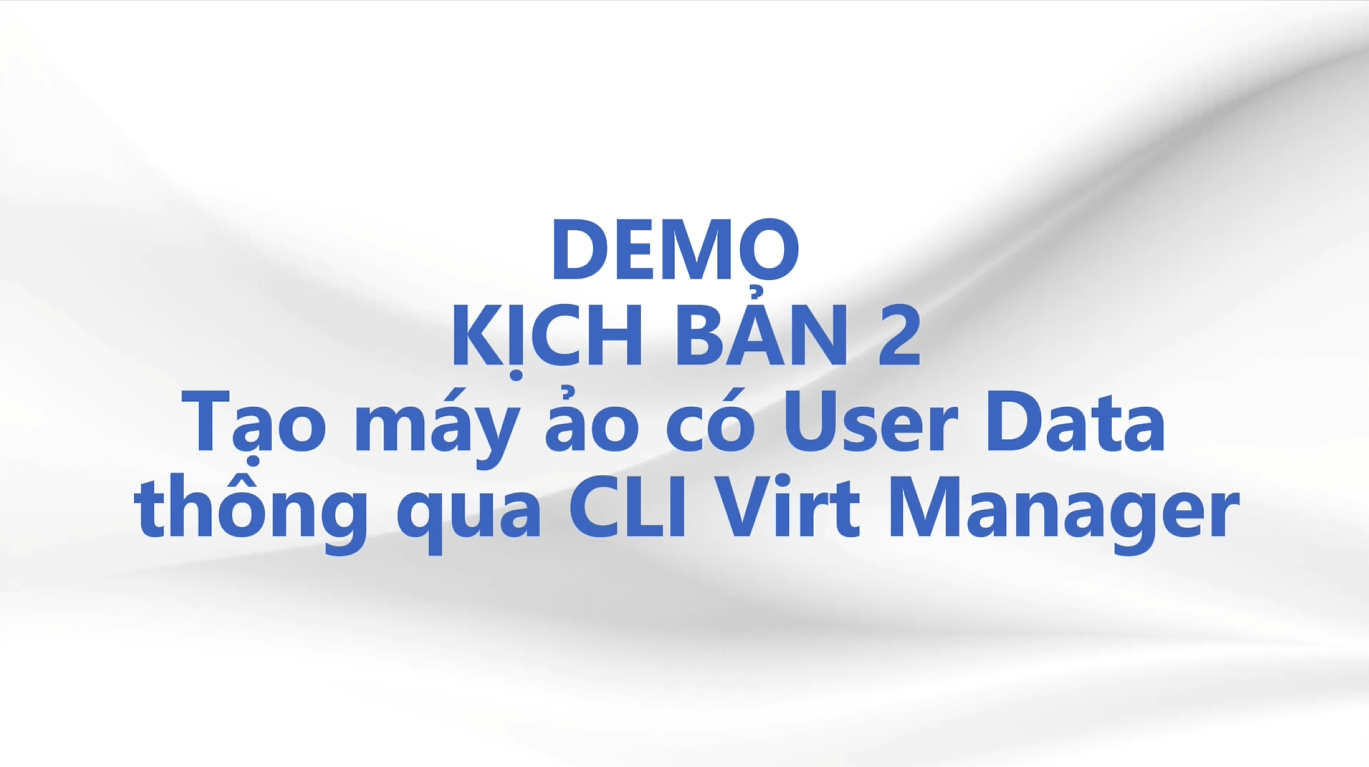 DEMO
KỊCH BẢN 2
Tạo máy ảo có User Data
thông qua CLI Virt Manager